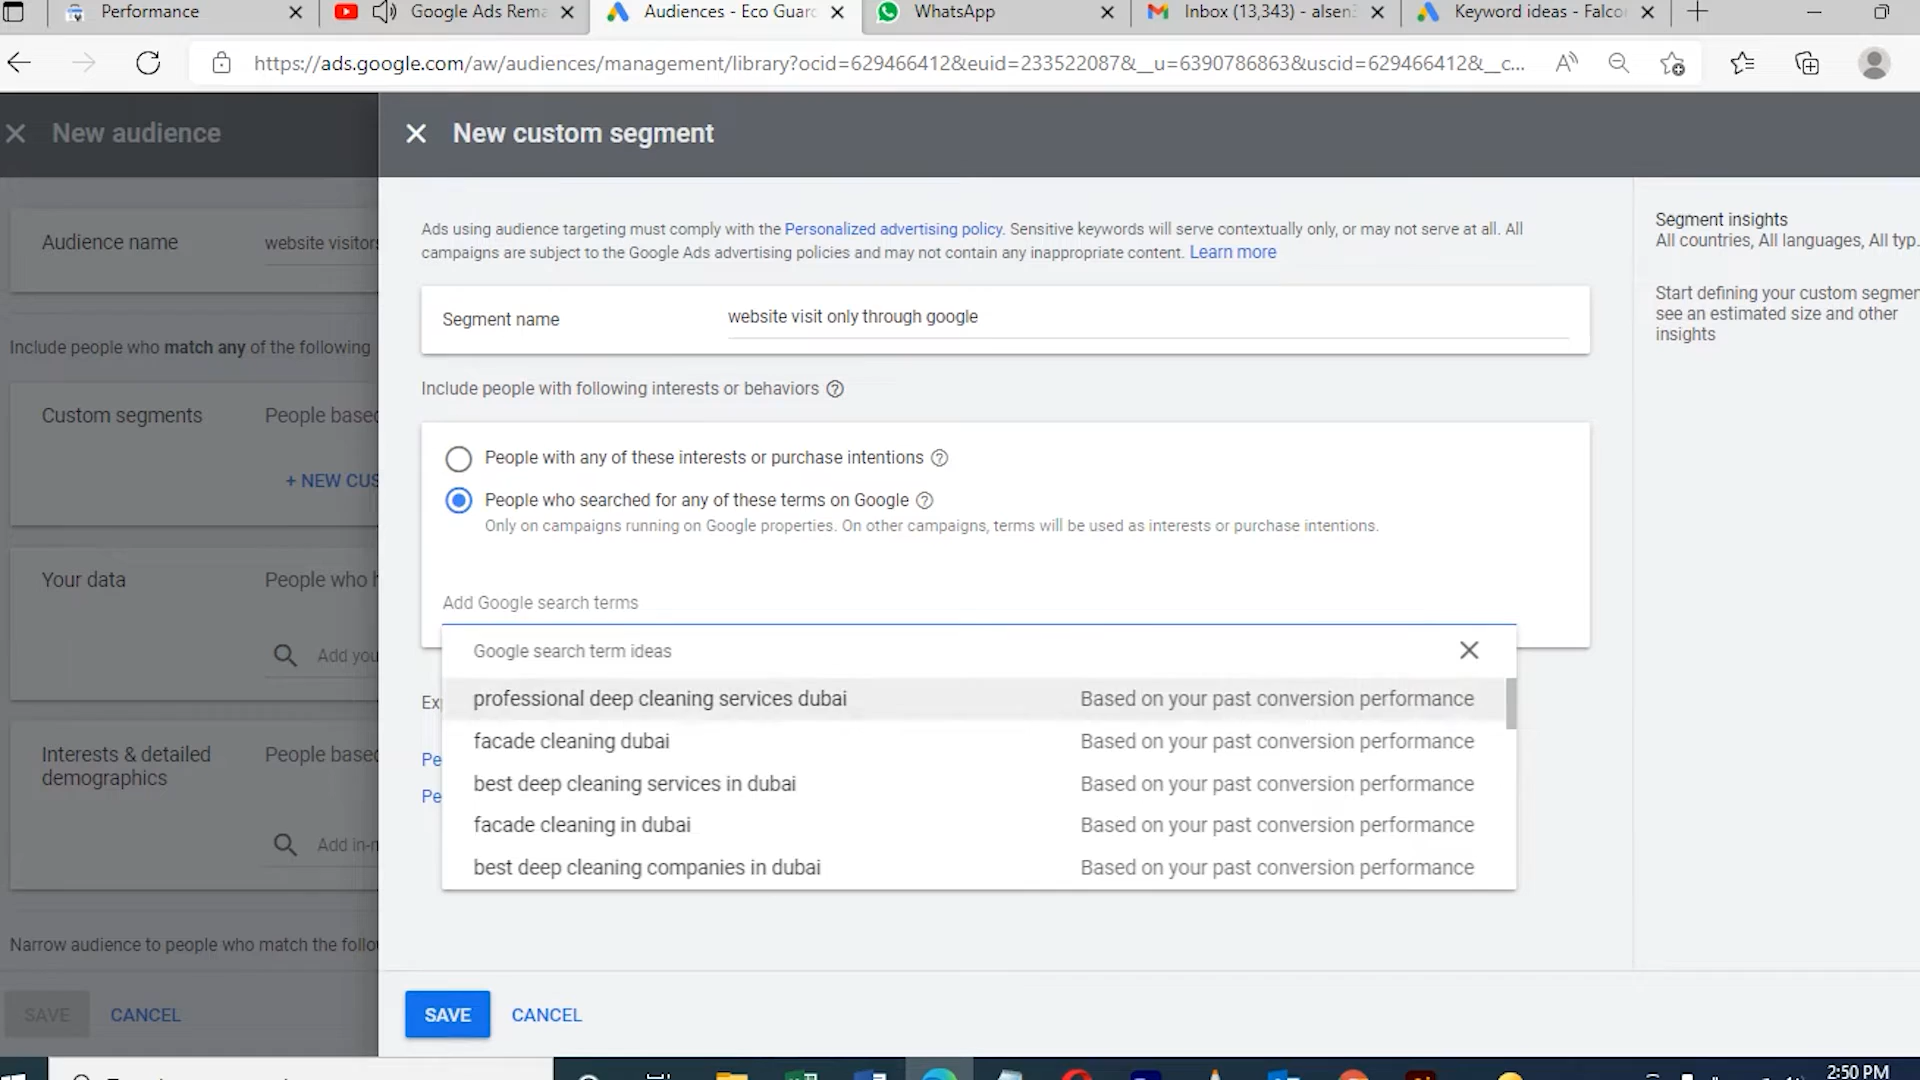 Performance
Google Ads Rema
Audiences - Eco Guard
WhatsApp
Inbox (13,343) - alsen
Keyword ideas - Falco
https://ads.google.com/aw/audiences/management/library?ocid=629466412&euid=233522087&__u=6390786863&uscid=629466412&__c...
New audience
New custom segment
Ads using audience targeting must comply with the Personalized advertising policy. Sensitive keywords will serve contextually only, or may not serve at all. All
campaigns are subject to the Google Ads advertising policies and may not contain any inappropriate content. Learn more
Segment insights
All countries, All languages, All typ...
Start defining your custom segmen
see an estimated size and other
insights
Audience name
website visitors
Segment name
website visit only through google
Include people who match any of the following
Include people with following interests or behaviors
Custom segments
People based
+ NEW CUS
People with any of these interests or purchase intentions
People who searched for any of these terms on Google
Only on campaigns running on Google properties. On other campaigns, terms will be used as interests or purchase intentions.
Your data
People who h
Add you
Add Google search terms
Google search term ideas
professional deep cleaning services dubai
Based on your past conversion performance
facade cleaning dubai
Based on your past conversion performance
best deep cleaning services in dubai
Based on your past conversion performance
facade cleaning in dubai
Based on your past conversion performance
best deep cleaning companies in dubai
Based on your past conversion performance
Exp
Pe
Pe
Interests & detailed
demographics
People based
Add in-m
Narrow audience to people who match the follo
SAVE
CANCEL
SAVE
CANCEL
2:50 PM